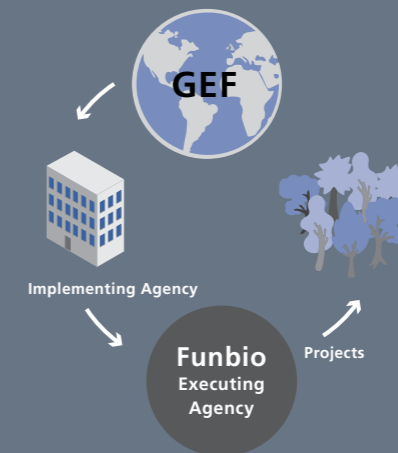 GEF
Implementing Agency
Funbio
Executing
Agency
Projects